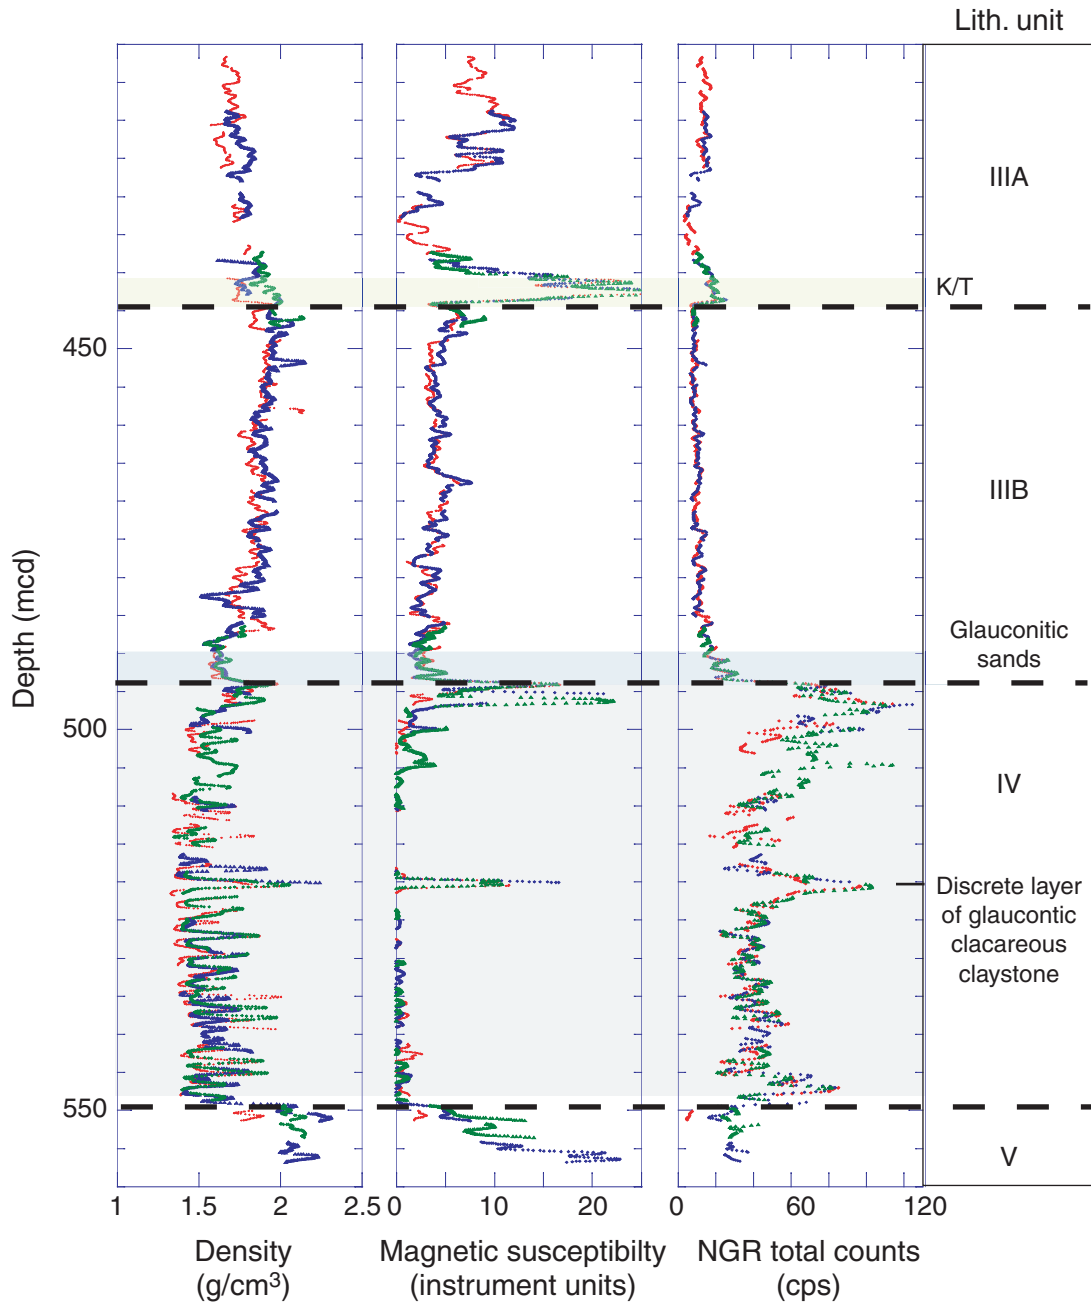 Lith. unit
IIIA
K/T
450
IIIB
Depth (mcd)
Glauconitic
sands
500
IV
Discrete layer
of glaucontic
clacareous
claystone
550
V
1 1.5 2 2.5 0 10 20 0 60 120
Density
(g/cm3)
Magnetic susceptibilty
(instrument units)
NGR total counts
(cps)